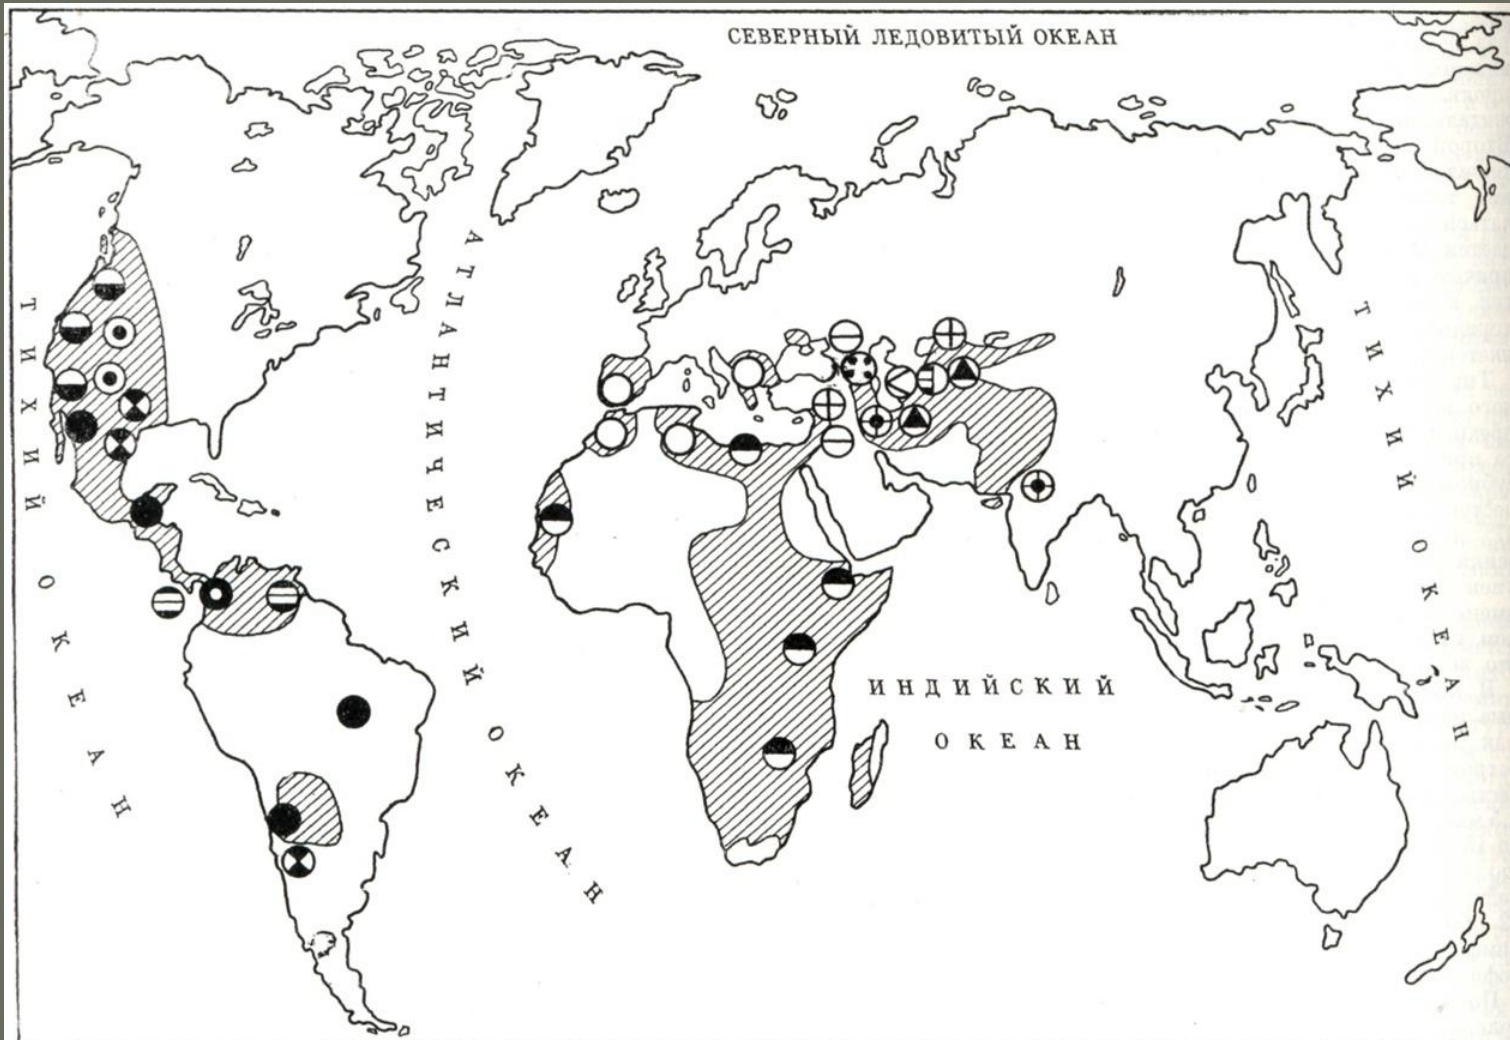 СЕВЕРНЫЙ ЛЕДОВИТЫЙ ОКЕАН
АТЛАНТИЧЕСКИЙ ОКЕАН
ТИХИЙ ОКЕАН
ТИХИЙ ОКЕАН
ИНДИЙСКИЙ
ОКЕАН